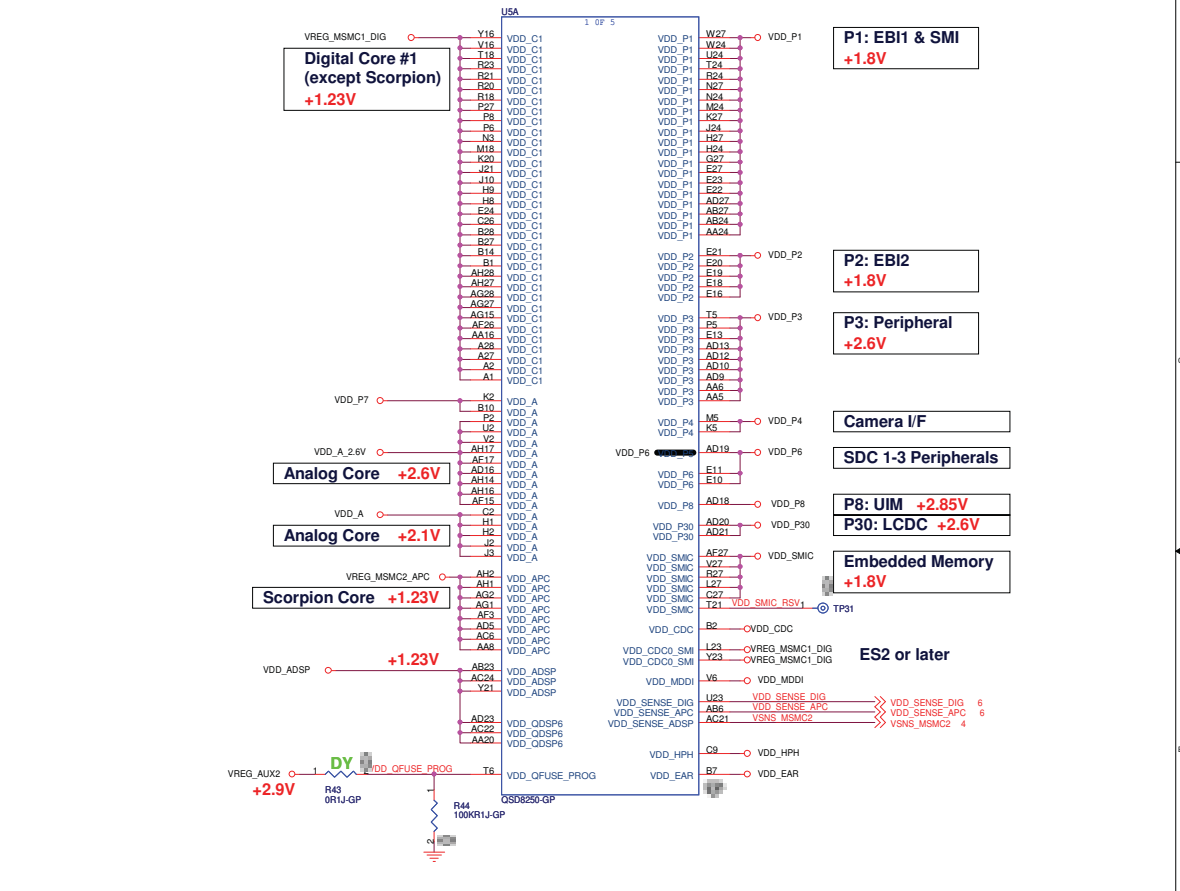 U5A
1 OF 5
VREG_MSMC1_DIG Y16 VDD_C1 VDD_P1 W27 VDD_P1 P1: EBI1 & SMI
V16 VDD_C1 VDD_P1 W24
Digital Core #1 T18 VDD_C1 VDD_P1 U24 +1.8V
R23 VDD_C1 VDD_P1 T24
(except Scorpion) R21 VDD_C1 VDD_P1 R24
R20 VDD_C1 VDD_P1 N27
+1.23V R18 VDD_C1 VDD_P1 N24
P27 VDD_C1 VDD_P1 M24
P8 VDD_C1 VDD_P1 K27
P6 VDD_C1 VDD_P1 J24
N3 VDD_C1 VDD_P1 H27
M18 VDD_C1 VDD_P1 H24
K20 VDD_C1 VDD_P1 G27
J21 VDD_C1 VDD_P1 E27
J10 VDD_C1 VDD_P1 E23
H9 VDD_C1 VDD_P1 E22
H8 VDD_C1 VDD_P1 AD27
E24 VDD_C1 VDD_P1 AB27
C26 VDD_C1 VDD_P1 AB24
B28 VDD_C1 VDD_P1 AA24
B27 VDD_C1
B14 VDD_C1 VDD_P2 E21 VDD_P2 P2: EBI2
B1 VDD_C1 VDD_P2 E20
AH28 VDD_C1 VDD_P2 E19 +1.8V
AH27 VDD_C1 VDD_P2 E18
AG28 VDD_C1 VDD_P2 E16
AG27 VDD_C1
AG15 VDD_C1 VDD_P3 T5 VDD_P3 P3: Peripheral
AF26 VDD_C1 VDD_P3 P5
AA16 VDD_C1 VDD_P3 E13 +2.6V
A28 VDD_C1 VDD_P3 AD13
A27 VDD_C1 VDD_P3 AD12
A2 VDD_C1 VDD_P3 AD10
A1 VDD_C1 VDD_P3 AD9
VDD_P3 AA6
VDD_P7 K2 VDD_A VDD_P3 AA5
B10 VDD_A
P2 VDD_A VDD_P4 M5 VDD_P4 Camera I/F
U2 VDD_A VDD_P4 K5
V2 VDD_A
VDD_A_2.6V AH17 VDD_A VDD_P6 AD19 VDD_P6 SDC 1-3 Peripherals
AF17 VDD_A
Analog Core +2.6V AD16 VDD_A VDD_P6 E11
AH14 VDD_A VDD_P6 E10
AH16 VDD_A
AF15 VDD_A VDD_P8 AD18 VDD_P8 P8: UIM +2.85V
VDD_A C2 VDD_A
H1 VDD_A VDD_P30 AD20 VDD_P30 P30: LCDC +2.6V
Analog Core +2.1V H2 VDD_A VDD_P30 AD21
J2 VDD_A
J3 VDD_A VDD_SMIC AF27 VDD_SMIC Embedded Memory
VDD_SMIC V27
VREG_MSMC2_APC AH2 VDD_APC VDD_SMIC R27 +1.8V
AH1 VDD_APC VDD_SMIC L27
Scorpion Core +1.23V AG2 VDD_APC VDD_SMIC C27
AG1 VDD_APC VDD_SMIC T21 VDD_SMIC_RSV 1 TP31
AF3 VDD_APC
AD5 VDD_APC VDD_CDC B2 VDD_CDC
AC6 VDD_APC
AA8 VDD_APC VDD_CDC0_SMI L23 VREG_MSMC1_DIG ES2 or later
VDD_CDC0_SMI Y23 VREG_MSMC1_DIG
VDD_ADSP +1.23V AB23 VDD_ADSP
AC24 VDD_ADSP VDD_MDDI V6 VDD_MDDI
Y21 VDD_ADSP
VDD_SENSE_DIG U23 VDD_SENSE_DIG VDD_SENSE_DIG 6
VDD_SENSE_APC AB6 VDD_SENSE_APC VDD_SENSE_APC 6
AD23 VDD_QDSP6 VDD_SENSE_ADSP AC21 VSNS_MSMC2 VSNS_MSMC2 4
AC22 VDD_QDSP6
AA20 VDD_QDSP6
VDD_HPH C9 VDD_HPH
DY
VREG_AUX2 1 VDD_QFUSE_PROG T6 VDD_QFUSE_PROG VDD_EAR B7 VDD_EAR
+2.9V R43
0R1J-GP
1
QSD8250-GP
R44
100KR1J-GP
2